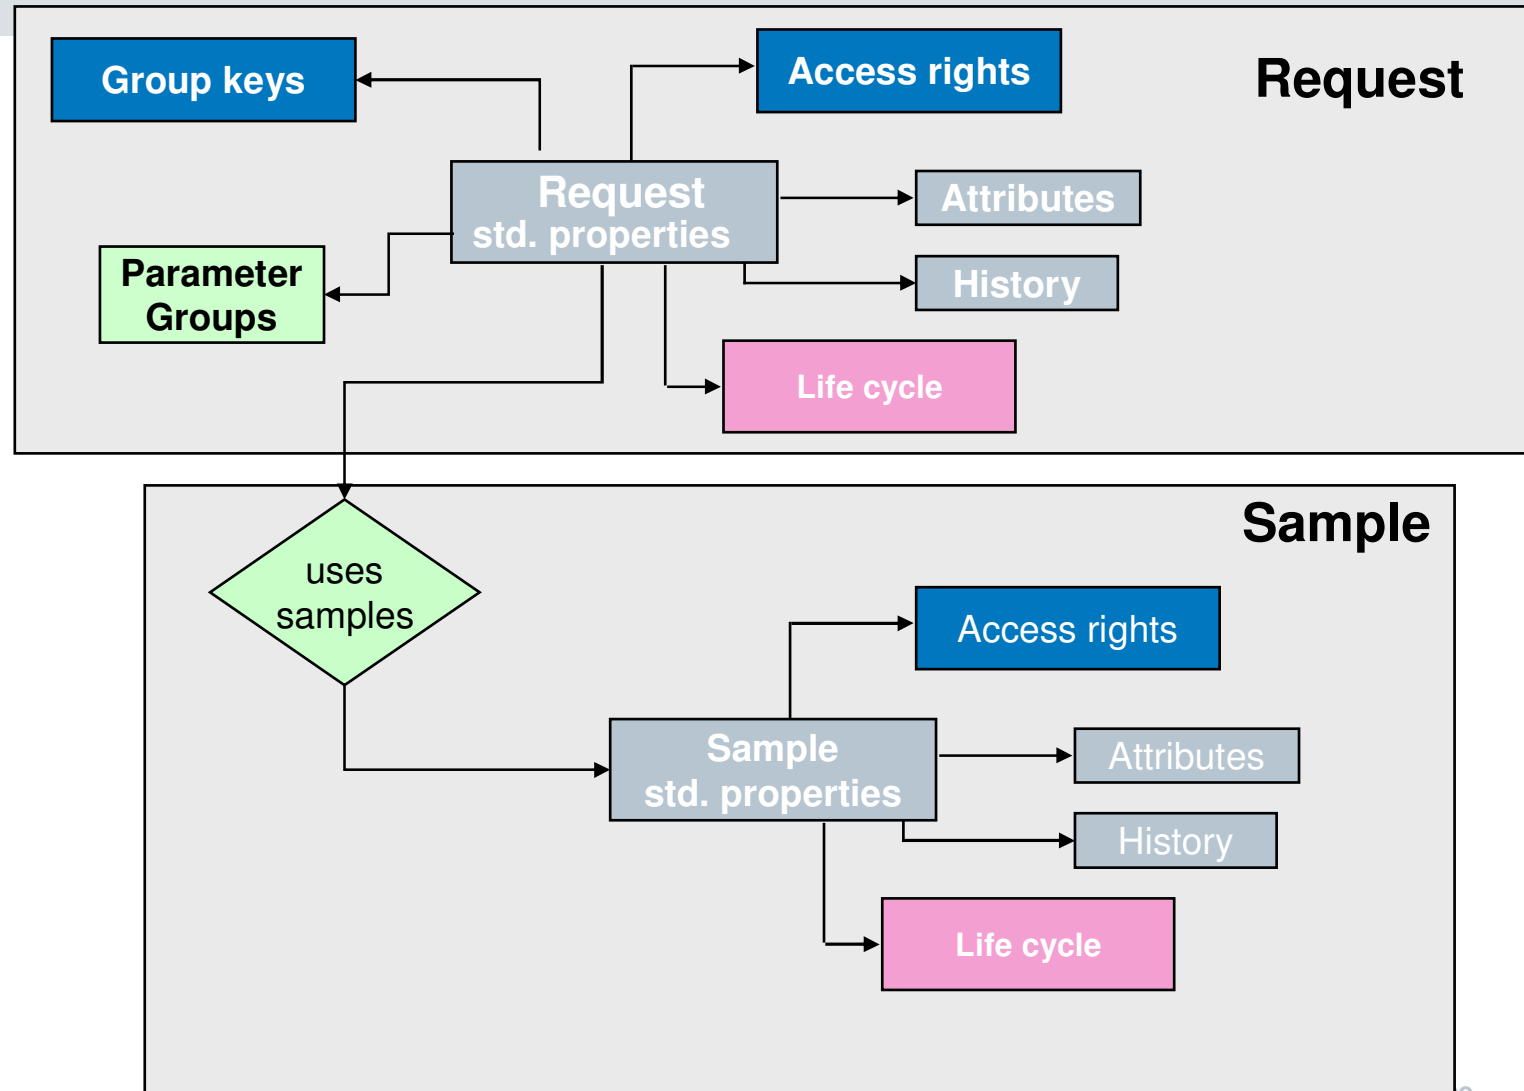 Group keys
Access rights
Request
Request
std. properties
Attributes
Parameter
Groups
History
Life cycle
Sample
uses
samples
Access rights
Sample
std. properties
Attributes
History
Life cycle